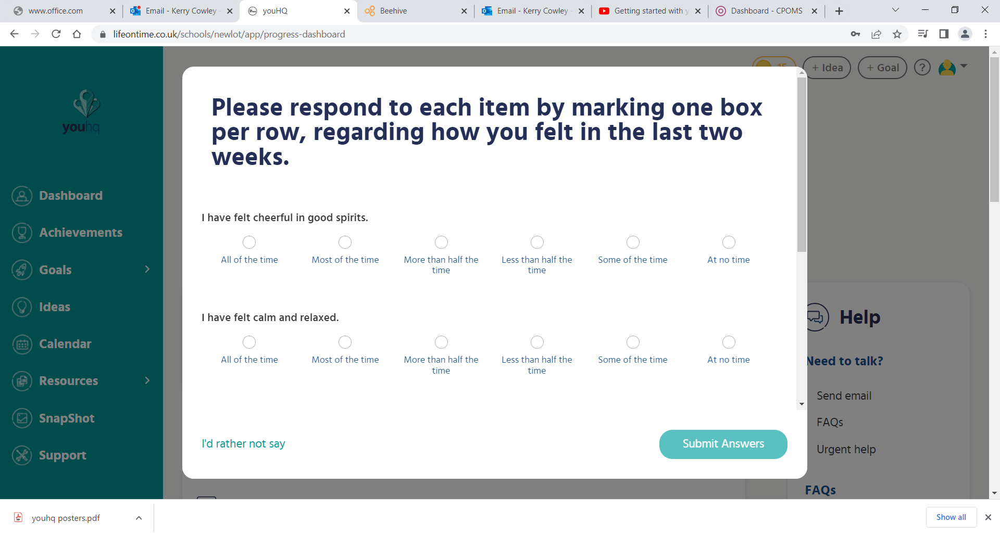 www.office.com
Email - Kerry Cowley -
youHQ
Beehive
Email - Kerry Cowley -
Getting started with
Dashboard - CPOMS
lifeontime.co.uk/schools/newlot/app/progress-dashboard
youhq
Dashboard
Achievements
Goals
Ideas
Calendar
Resources
SnapShot
Support
15
+ Idea
+ Goal
?
Please respond to each item by marking one box
per row, regarding how you felt in the last two
weeks.
I have felt cheerful in good spirits.
All of the time
Most of the time
More than half the
time
Less than half the
time
Some of the time
At no time
I have felt calm and relaxed.
All of the time
Most of the time
More than half the
time
Less than half the
time
Some of the time
At no time
I'd rather not say
Submit Answers
Help
Need to talk?
Send email
FAQs
Urgent help
FAQs
youhq posters.pdf
Show all